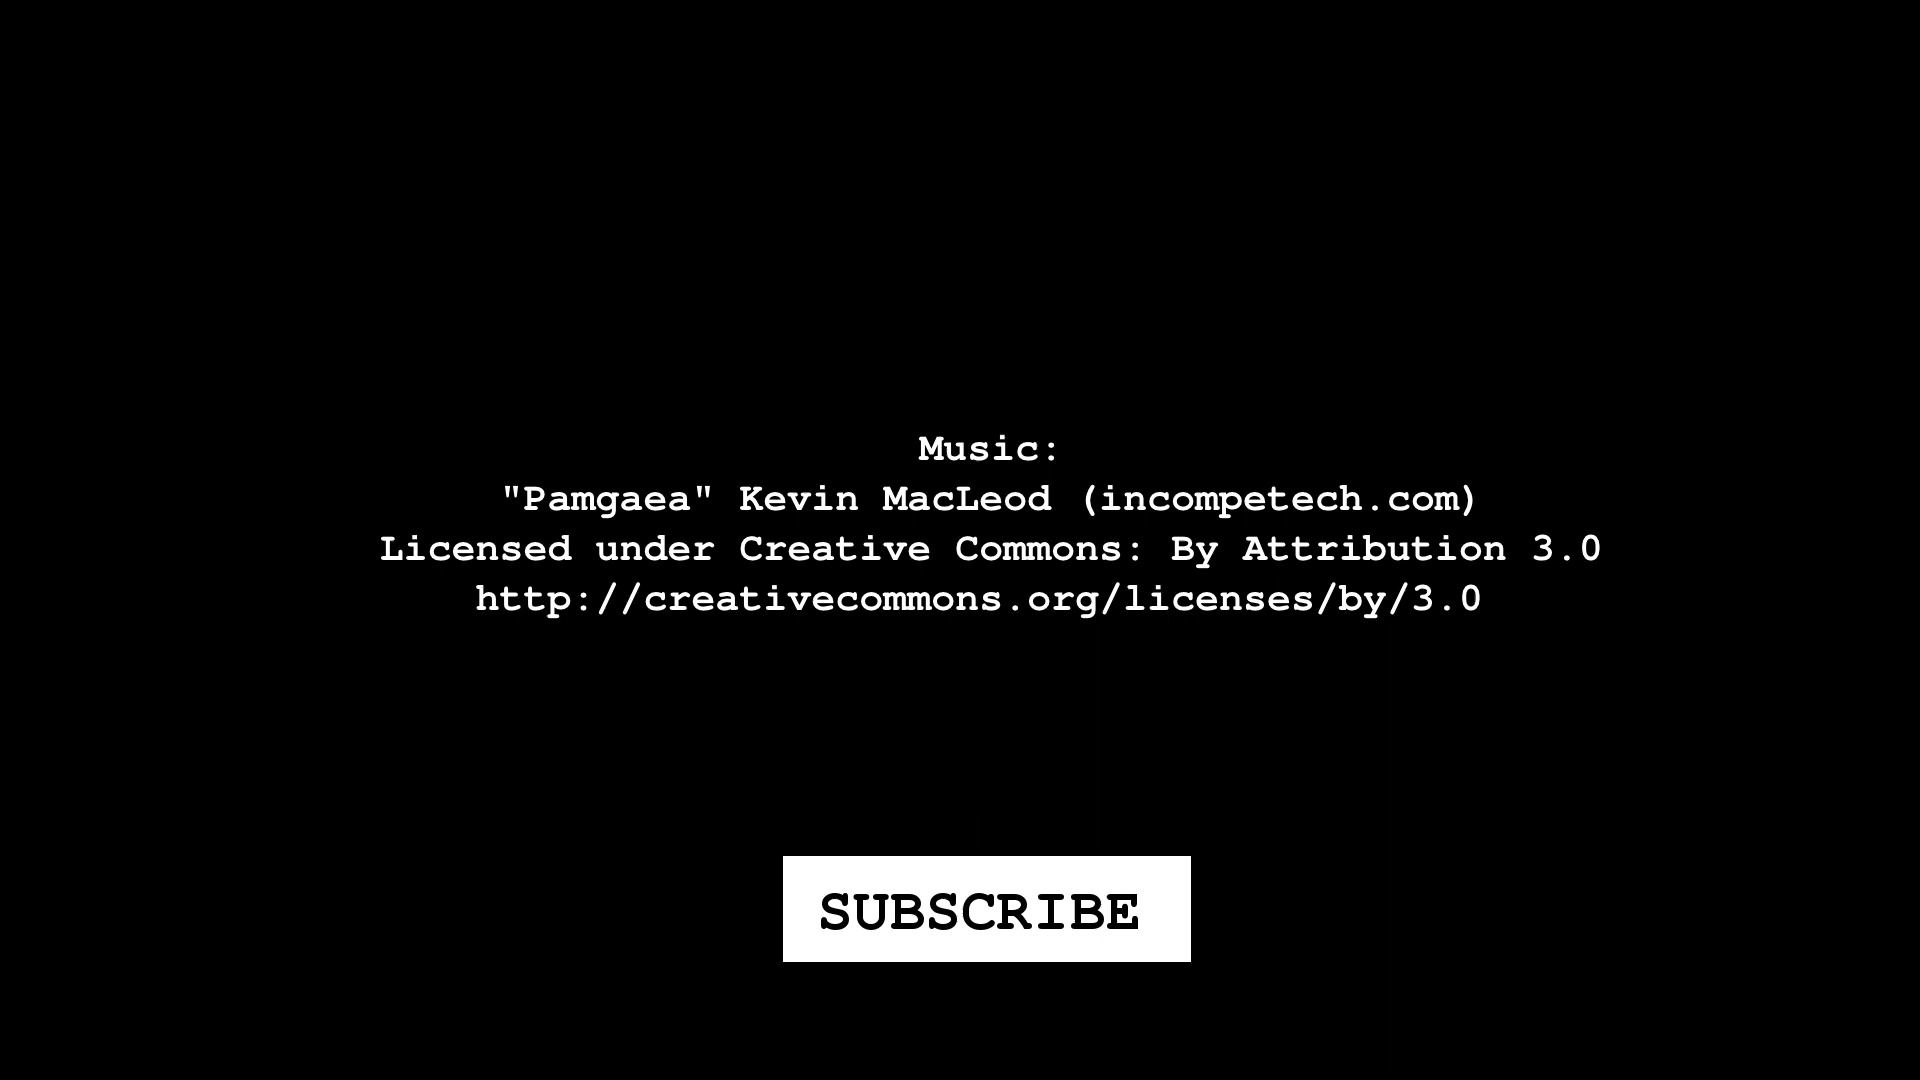 Music:
"Pamgaea" Kevin MacLeod (incompetech.com)
Licensed under Creative Commons: By Attribution 3.0
http://creativecommons.org/licenses/by/3.0
SUBSCRIBE